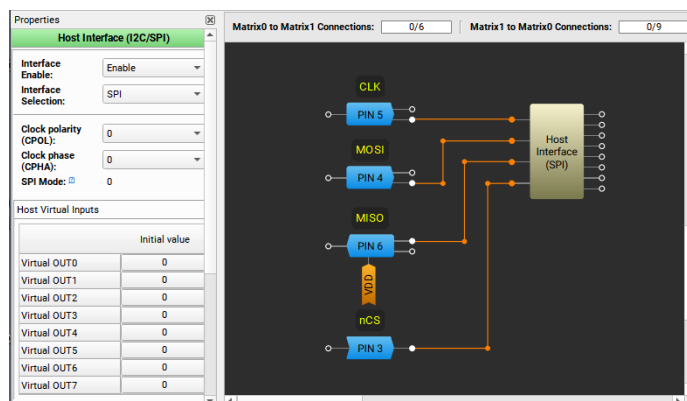 Properties
Host Interface (I2C/SPI)
Interface Enable: Enable
Interface Selection: SPI
Clock polarity (CPOL): 0
Clock phase (CPHA): 0
SPI Mode: 0
Host Virtual Inputs
Initial value
Virtual OUT0 0
Virtual OUT1 0
Virtual OUT2 0
Virtual OUT3 0
Virtual OUT4 0
Virtual OUT5 0
Virtual OUT6 0
Virtual OUT7 0
Matrix0 to Matrix1 Connections: 0/6 Matrix1 to Matrix0 Connections: 0/9
CLK
PIN 5
MOSI
PIN 4
MISO
PIN 6
VDD
nCS
PIN 3
Host
Interface
(SPI)